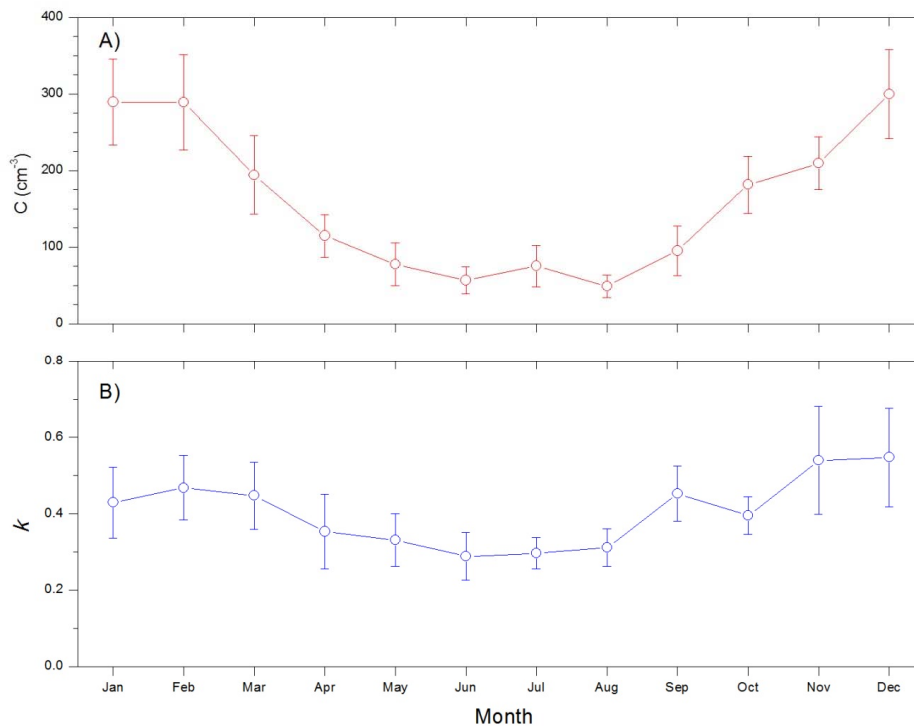 A)
400
300
200
100
0
C (cm⁻³)
B)
0.8
0.6
0.4
0.2
0.0
k
Jan Feb Mar Apr May Jun Jul Aug Sep Oct Nov Dec
Month